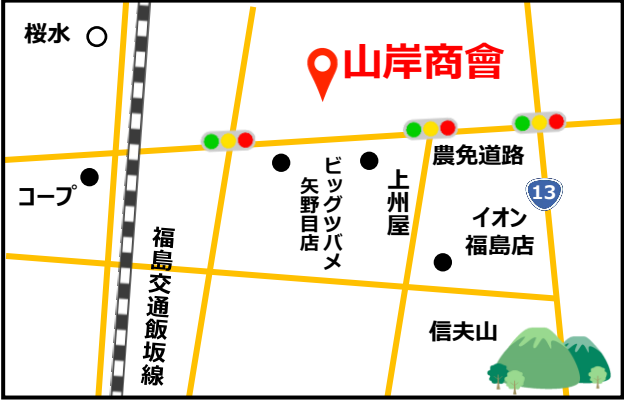 桜水
山岸商會
農免道路
コープ
ビッグツバメ
矢野目店
上州屋
13
イオン
福島店
福島交通飯坂線
信夫山